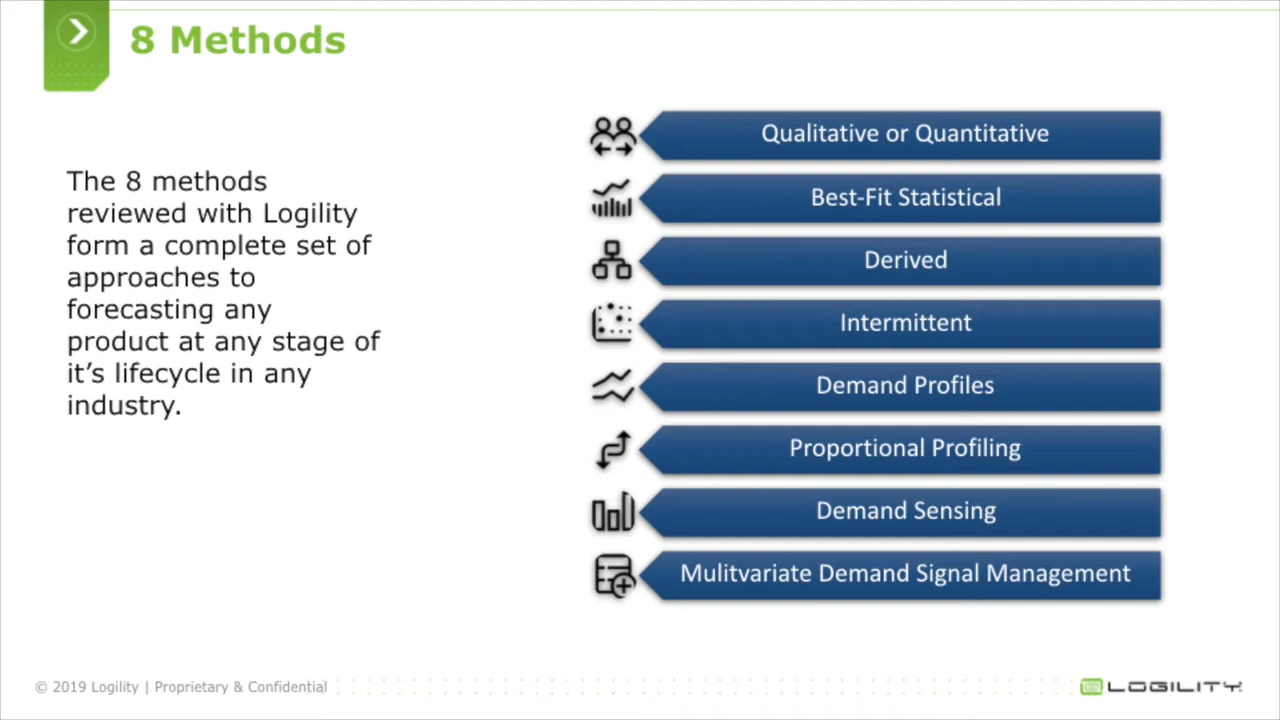 8 Methods
The 8 methods
reviewed with Logility
form a complete set of
approaches to
forecasting any
product at any stage of
it’s lifecycle in any
industry.
Qualitative or Quantitative
Best-Fit Statistical
Derived
Intermittent
Demand Profiles
Proportional Profiling
Demand Sensing
Mulitvariate Demand Signal Management
© 2019 Logility | Proprietary & Confidential
LOGILITY